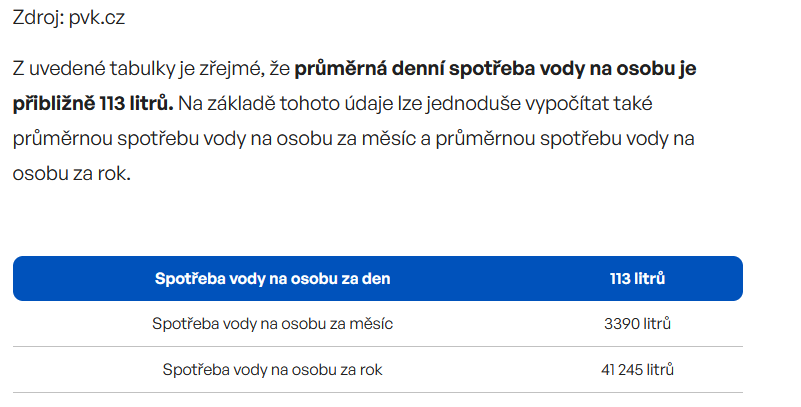 Zdroj: pvk.cz
Z uvedené tabulky je zřejmé, že průměrná denní spotřeba vody na osobu je
přibližně 113 litrů. Na základě tohoto údaje lze jednoduše vypočítat také
průměrnou spotřebu vody na osobu za měsíc a průměrnou spotřebu vody na
osobu za rok.
Spotřeba vody na osobu za den 113 litrů
Spotřeba vody na osobu za měsíc 3390 litrů
Spotřeba vody na osobu za rok 41 245 litrů